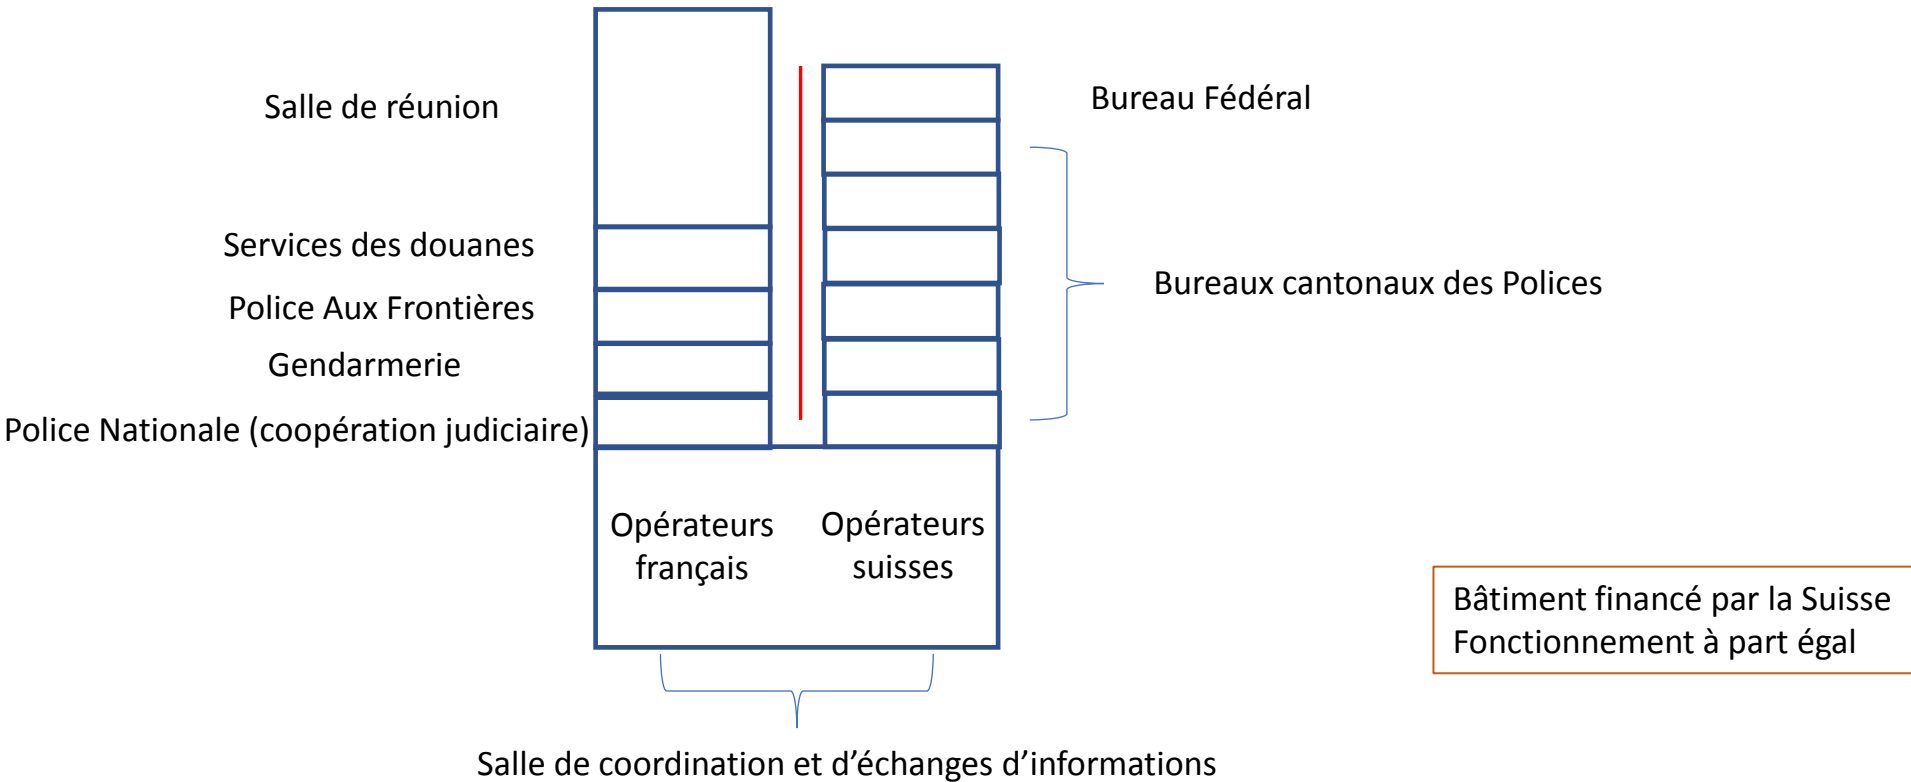 Salle de réunion
Bureau Fédéral
Services des douanes
Police Aux Frontières
Bureaux cantonaux des Polices
Gendarmerie
Police Nationale (coopération judiciaire)
Opérateurs
français
Opérateurs
suisses
Bâtiment financé par la Suisse
Fonctionnement à part égal
Salle de coordination et d’échanges d’informations